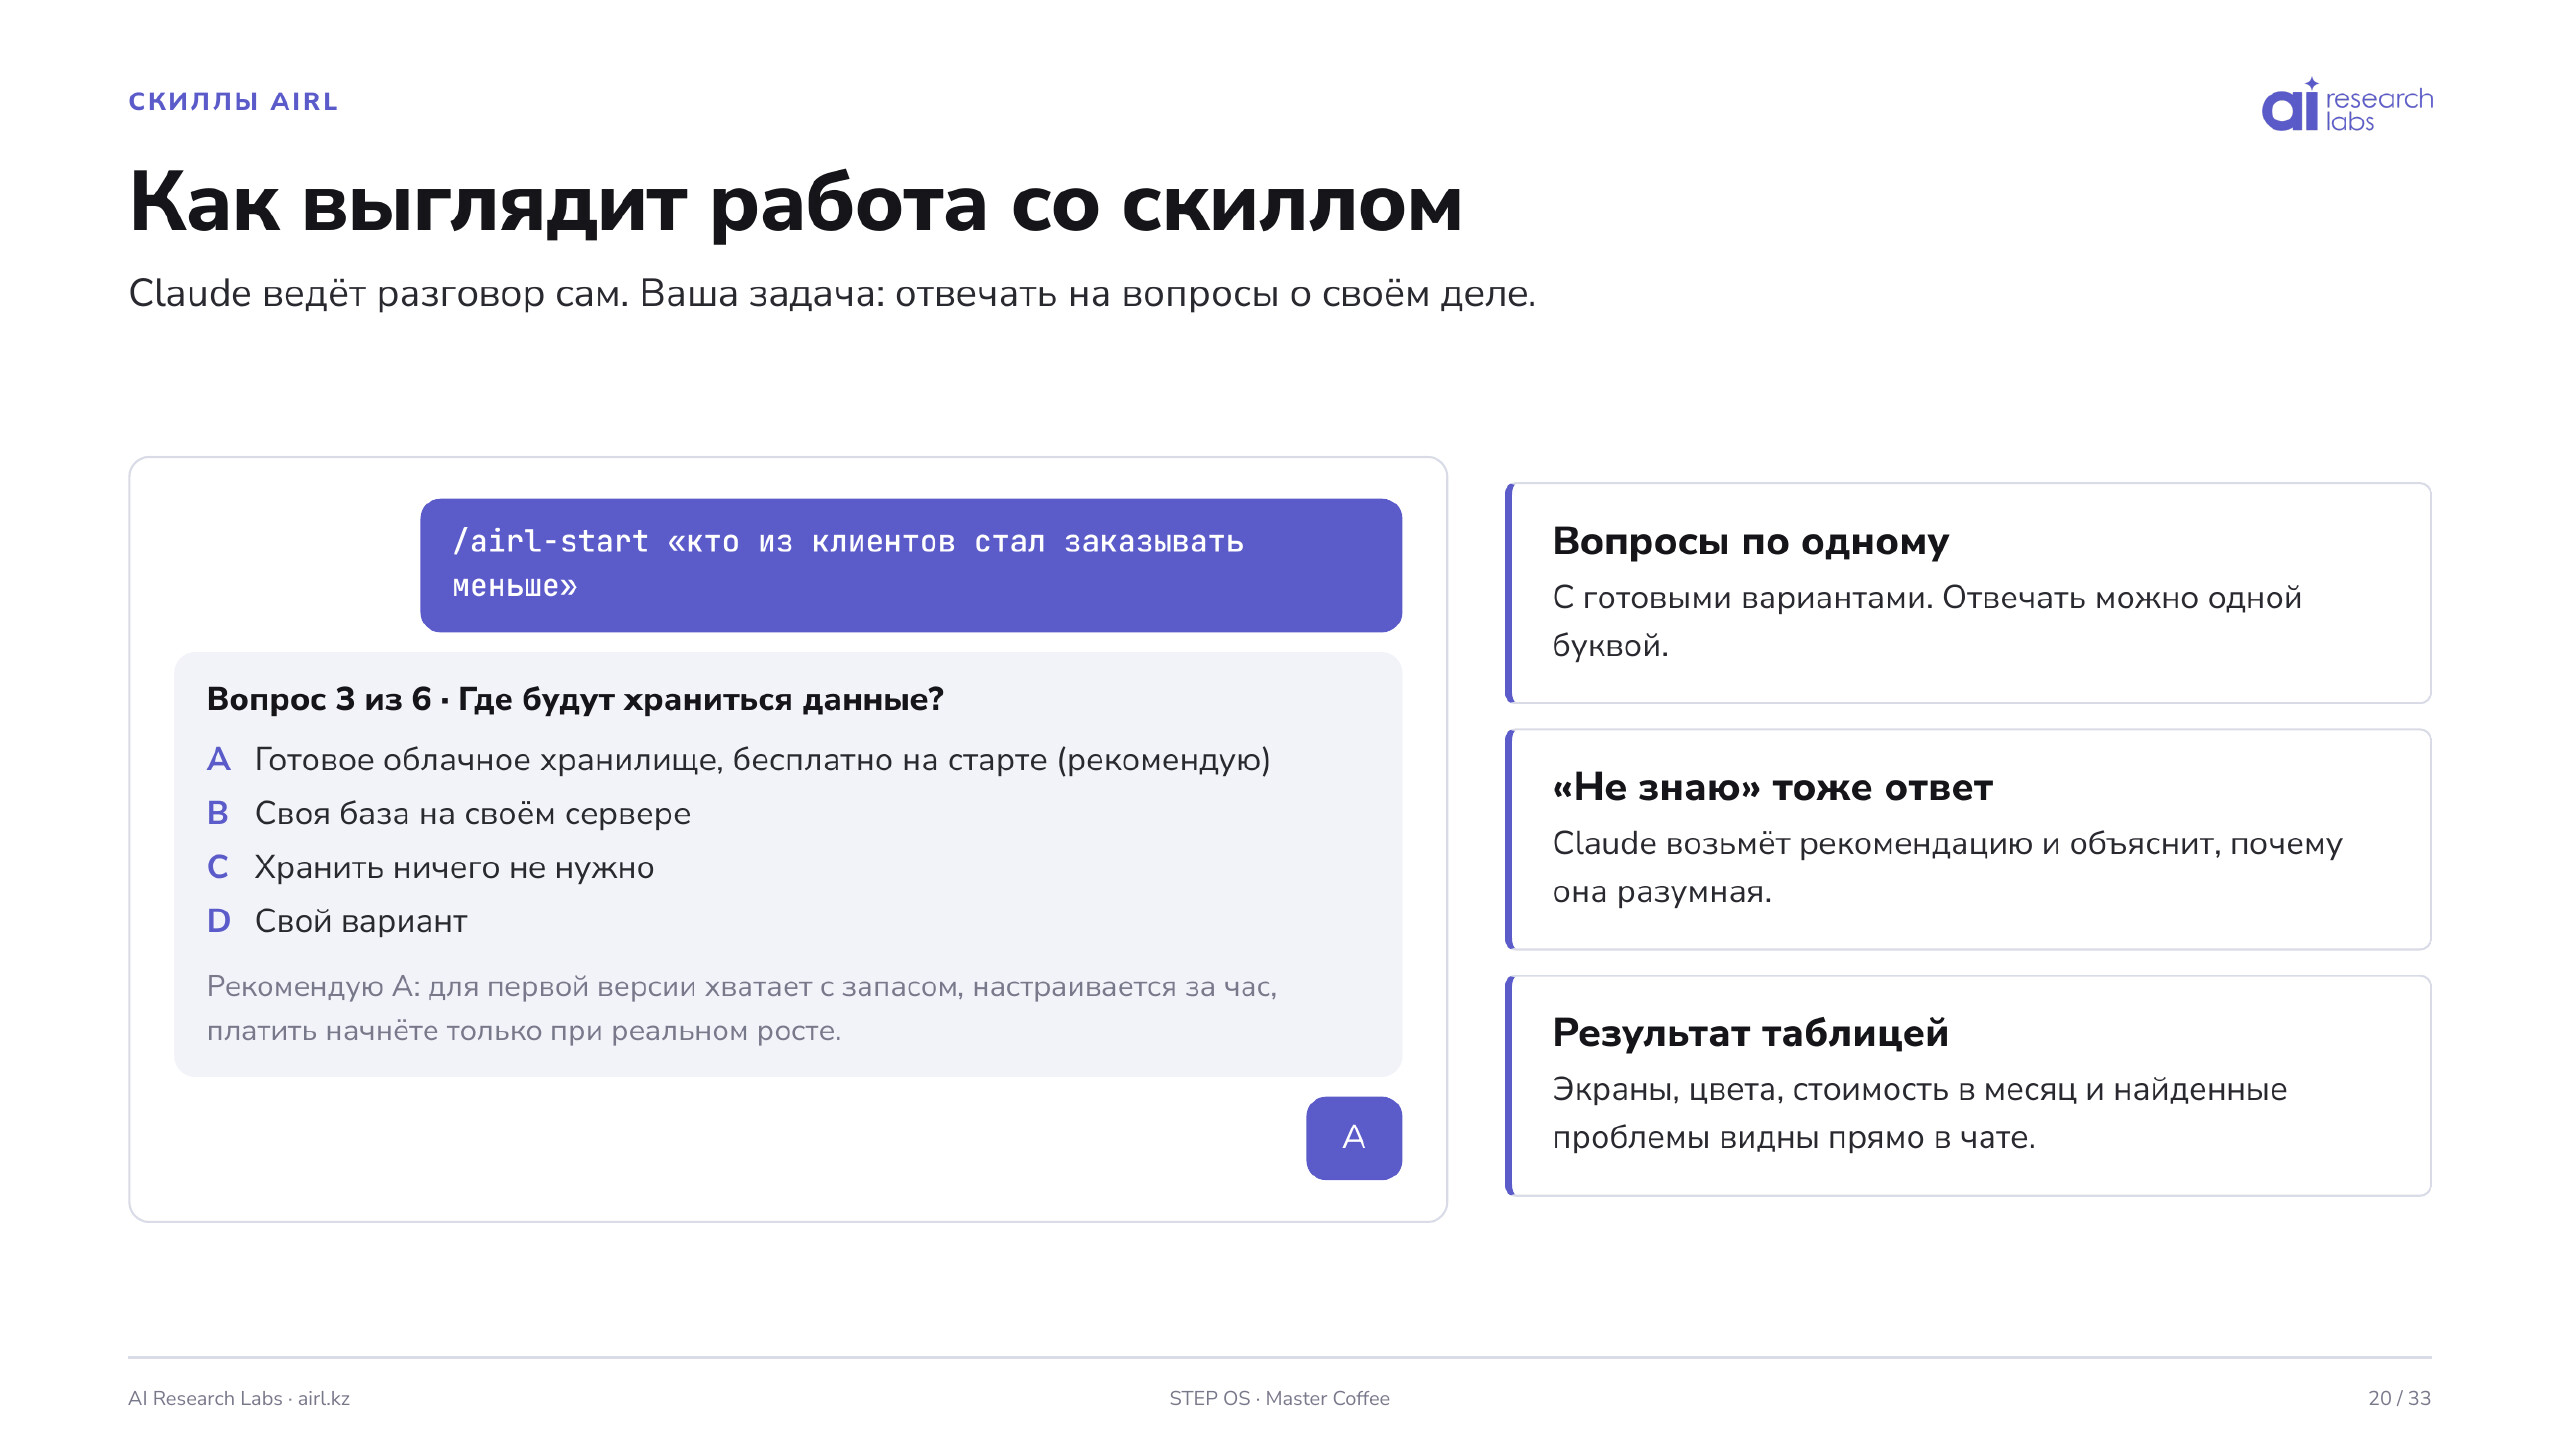 СКИЛЛЫ AIRL
ai research
labs
Как выглядит работа со скиллом
Claude ведёт разговор сам. Ваша задача: отвечать на вопросы о своём деле.
/airl-start «кто из клиентов стал заказывать
меньше»
Вопрос 3 из 6 · Где будут храниться данные?
A Готовое облачное хранилище, бесплатно на старте (рекомендую)
B Своя база на своём сервере
C Хранить ничего не нужно
D Свой вариант
Рекомендую A: для первой версии хватает с запасом, настраивается за час,
платить начнёте только при реальном росте.
A
Вопросы по одному
С готовыми вариантами. Отвечать можно одной
буквой.
«Не знаю» тоже ответ
Claude возьмёт рекомендацию и объяснит, почему
она разумная.
Результат таблицей
Экраны, цвета, стоимость в месяц и найденные
проблемы видны прямо в чате.
AI Research Labs · airl.kz
STEP OS · Master Coffee
20 / 33